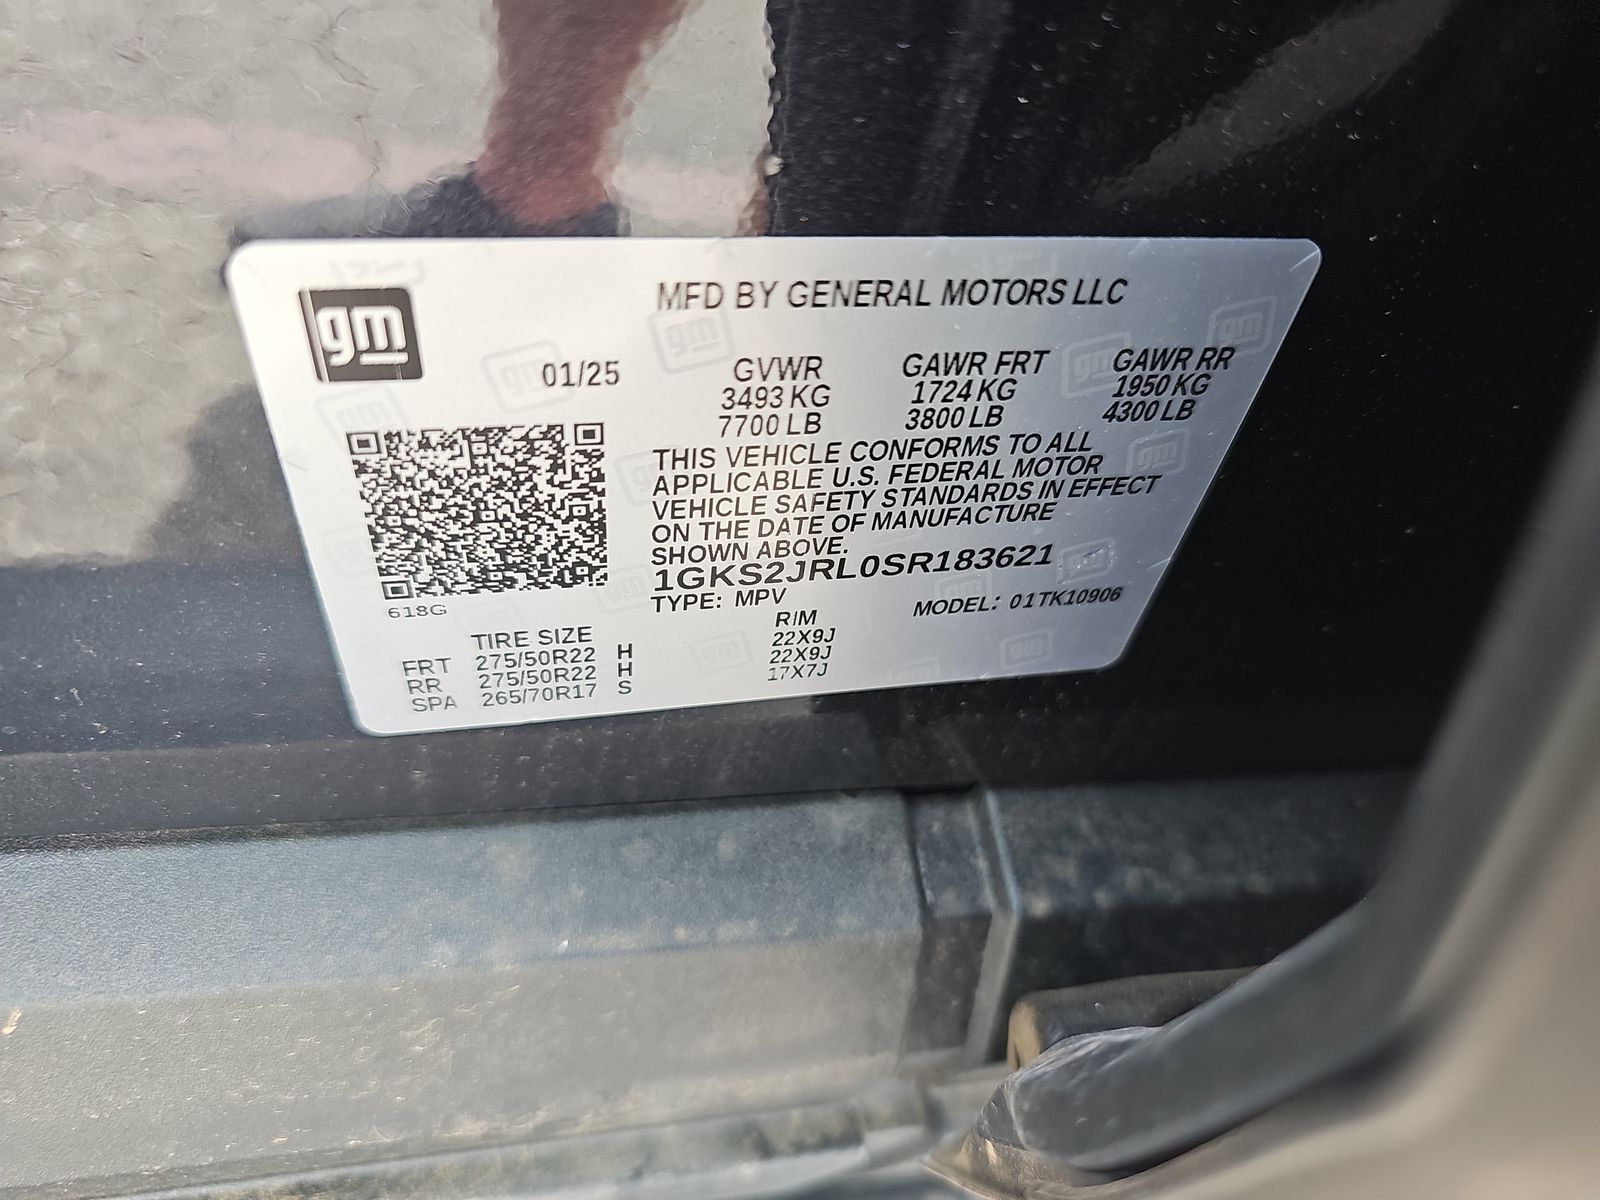 gm
MFD BY GENERAL MOTORS LLC
01/25
GVWR GAWR FRT GAWR RR
3493 KG 1724 KG 1950 KG
7700 LB 3800 LB 4300 LB
THIS VEHICLE CONFORMS TO ALL
APPLICABLE U.S. FEDERAL MOTOR
VEHICLE SAFETY STANDARDS IN EFFECT
ON THE DATE OF MANUFACTURE
SHOWN ABOVE.
1GKS2JRL0SR183621
TYPE: MPV MODEL: 01TK10906
618G
TIRE SIZE RIM
FRT 275/50R22 H 22X9J
RR 275/50R22 H 22X9J
SPA 265/70R17 S 17X7J